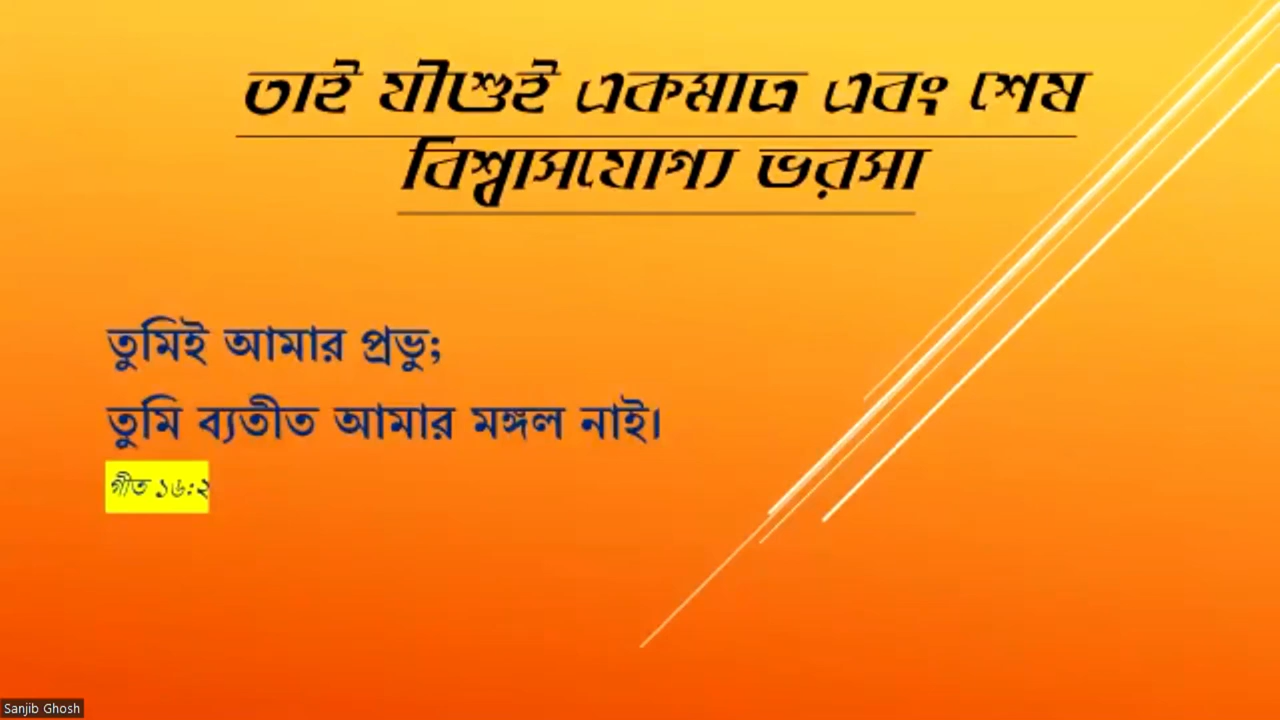 তাই যীশুই একমাত্র এবং শেষ
বিশ্বাসযোগ্য ভরসা
তুমিই আমার প্রভু;
তুমি ব্যতীত আমার মঙ্গল নাই।
গীত ১৬:২
Sanjib Ghosh